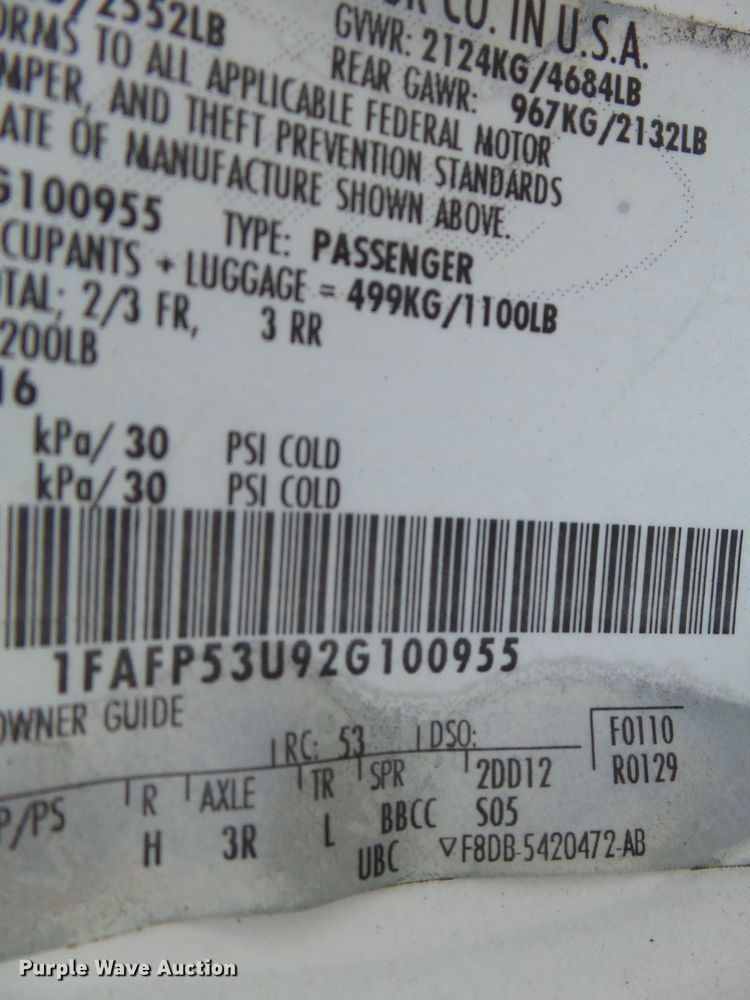 /2552LB
CO. IN U.S.A.
GVWR: 2124KG/4684LB
REAR GAWR: 967KG/2132LB
ORMS TO ALL APPLICABLE FEDERAL MOTOR
MPER, AND THEFT PREVENTION STANDARDS
ATE OF MANUFACTURE SHOWN ABOVE.
G100955 TYPE: PASSENGER
CUPANTS + LUGGAGE = 499KG/1100LB
TAL; 2/3 FR, 3 RR
200LB
16
kPa/ 30 PSI COLD
kPa/ 30 PSI COLD
1FAFP53U92G100955
OWNER GUIDE
RC: 53 DSO: F0110
R AXLE TR SPR 2DD12 R0129
P/PS H 3R L BBCC S05
UBC ▽F8DB-5420472-AB
Purple Wave Auction